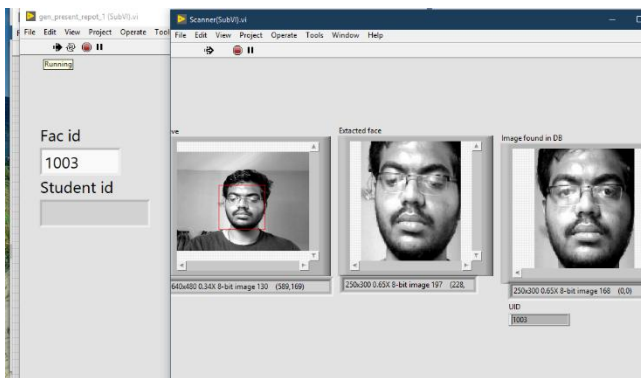 gen_present_repot_1 (SubVI).vi
File Edit View Project Operate
Running
Fac id
1003
Student id
Scanner(SubVI).vi
File Edit View Project Operate Tools Window Help
Extacted face
Image found in DB
640x480 0.34X 8-bit image 130 (589,169)
250x300 0.65X 8-bit image 197 (228,
250x300 0.65X 8-bit image 168 (0,0)
UID
1003